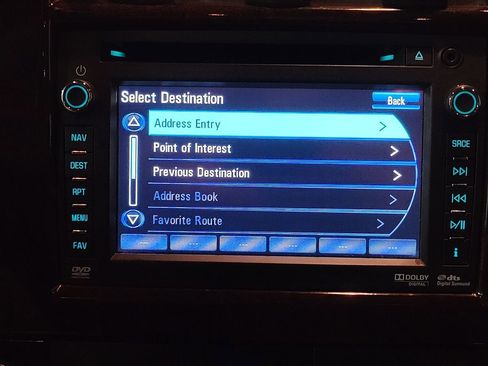 Select Destination
Back
Address Entry
Point of Interest
Previous Destination
Address Book
Favorite Route
NAV
DEST
RPT
MENU
FAV
SRCE
i
DVD
DOLBY
DIGITAL
dts
Digital Surround